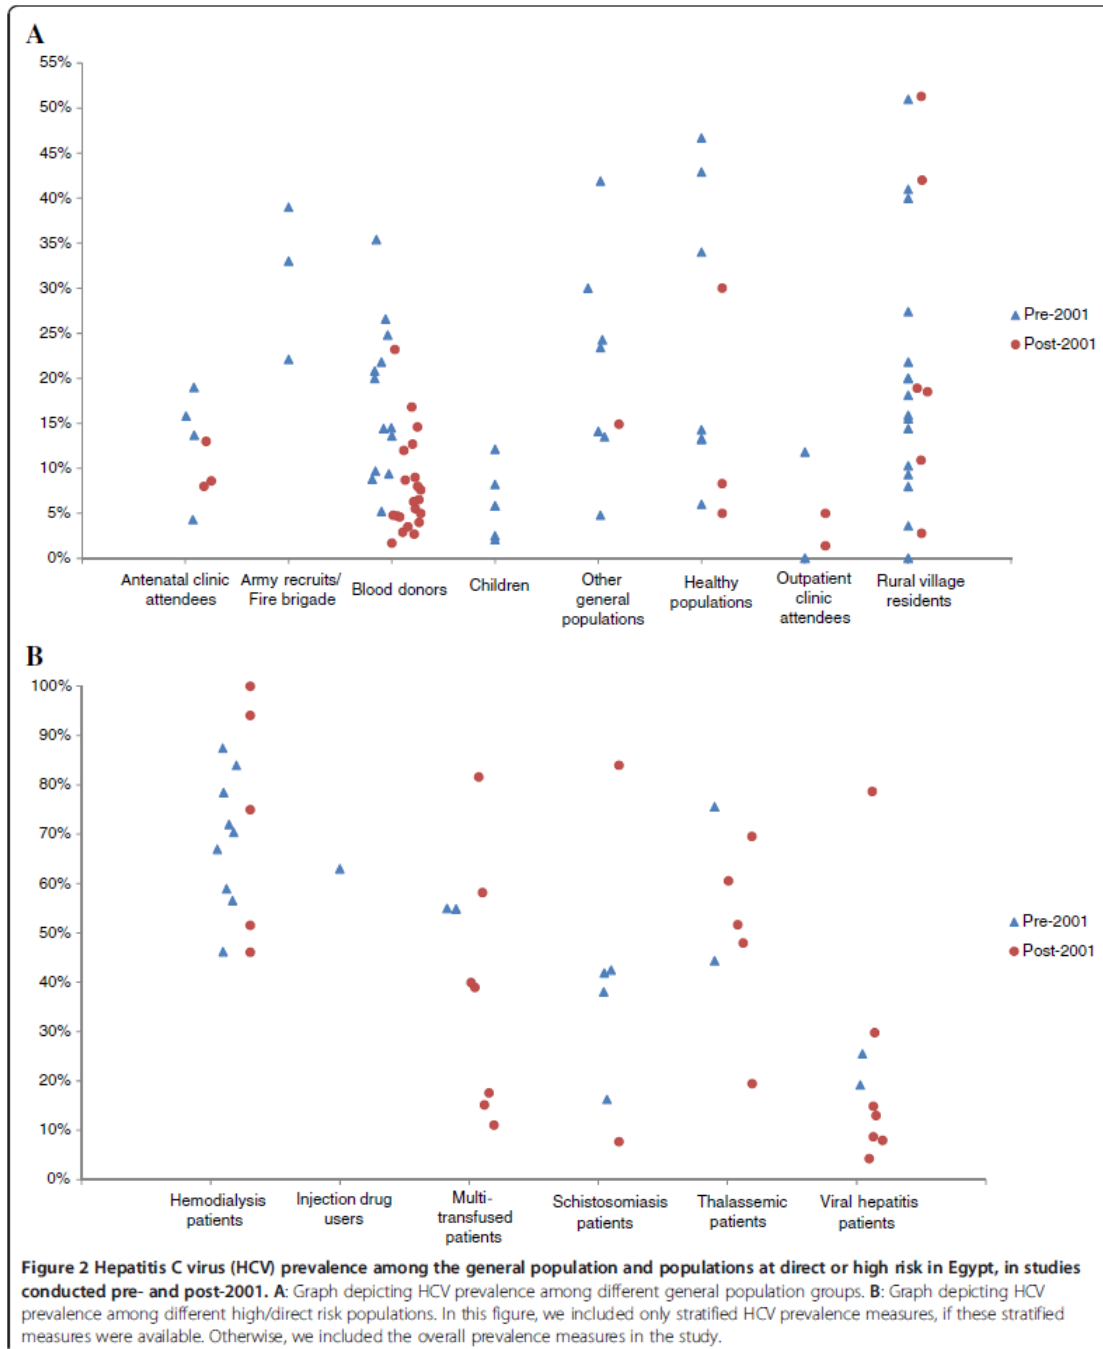 A
55%
50%
45%
40%
35%
30%
25%
20%
15%
10%
5%
0%
Pre-2001
Post-2001
Antenatal clinic
attendees
Army recruits/
Fire brigade
Blood donors
Children
Other
general
populations
Healthy
populations
Outpatient
clinic
attendees
Rural village
residents
B
100%
90%
80%
70%
60%
50%
40%
30%
20%
10%
0%
Pre-2001
Post-2001
Hemodialysis
patients
Injection drug
users
Multi-
transfused
patients
Schistosomiasis
patients
Thalassemic
patients
Viral hepatitis
patients
Figure 2 Hepatitis C virus (HCV) prevalence among the general population and populations at direct or high risk in Egypt, in studies
conducted pre- and post-2001. A: Graph depicting HCV prevalence among different general population groups. B: Graph depicting HCV
prevalence among different high/direct risk populations. In this figure, we included only stratified HCV prevalence measures, if these stratified
measures were available. Otherwise, we included the overall prevalence measures in the study.